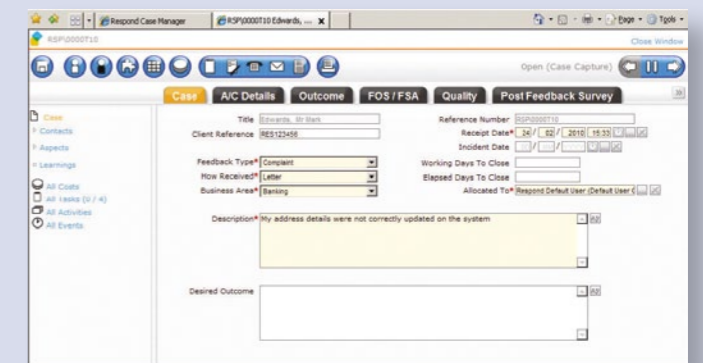 Respond Case Manager RSP\0000T10 Edwards, ... Page Tools
RSP\0000T10 Close Window
Open (Case Capture)
Case A/C Details Outcome FOS / FSA Quality Post Feedback Survey
Case
Contacts
Aspects
Learnings
All Costs
All Tasks (0 / 4)
All Activities
All Events
Title Edwards, Mr Mark Reference Number RSP\0000T10
Client Reference RES123456 Receipt Date* 24 / 02 / 2010 15:33
Incident Date
Feedback Type* Complaint Working Days To Close
How Received* Letter Elapsed Days To Close
Business Area* Banking Allocated To* Respond Default User (Default User
Description* My address details were not correctly updated on the system
Desired Outcome